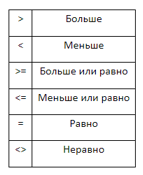 > Больше
< Меньше
>= Больше или равно
<= Меньше или равно
= Равно
<> Неравно